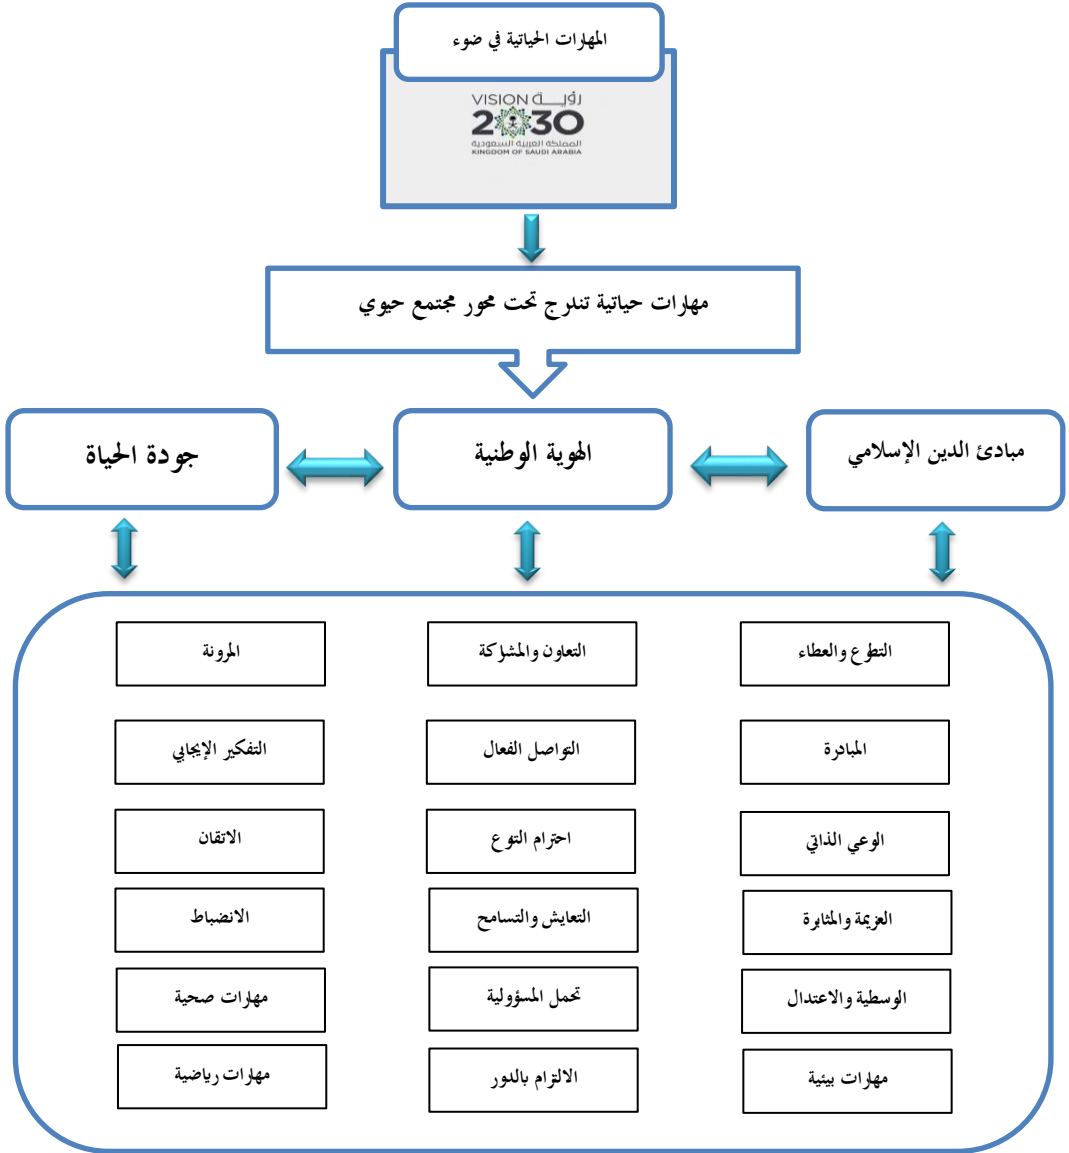 المهارات الحياتية في ضوء
VISION رؤيــة
2030
المملكة العربية السعودية
KINGDOM OF SAUDI ARABIA
مهارات حياتية تندرج تحت محور مجتمع حيوي
مبادئ الدين الإسلامي
الهوية الوطنية
جودة الحياة
التطوع والعطاء
التعاون والمشاركة
المرونة
المبادرة
التواصل الفعال
التفكير الإيجابي
الوعي الذاتي
احترام التنوع
الاتقان
العزيمة والمثابرة
التعايش والتسامح
الانضباط
الوسطية والاعتدال
تحمل المسؤولية
مهارات صحية
مهارات بيئية
الالتزام بالدور
مهارات رياضية